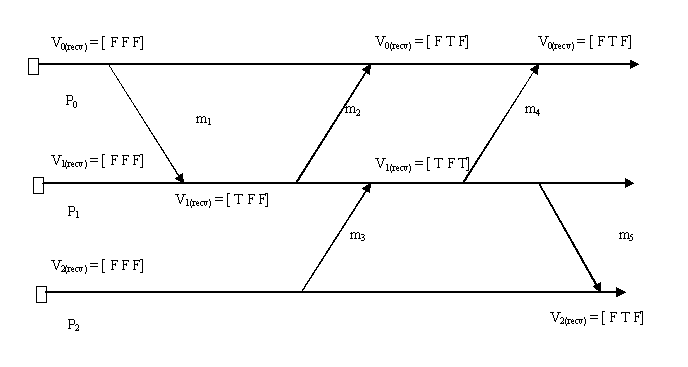 V0(recv) = [ F F F]
V0(recv) = [ F T F]
V0(recv) = [ F T F]
P0
m1
m2
m4
V1(recv) = [ F F F]
V1(recv) = [ T F T]
V1(recv) = [ T F F]
P1
m3
m5
V2(recv) = [ F F F]
V2(recv) = [ F T F]
P2